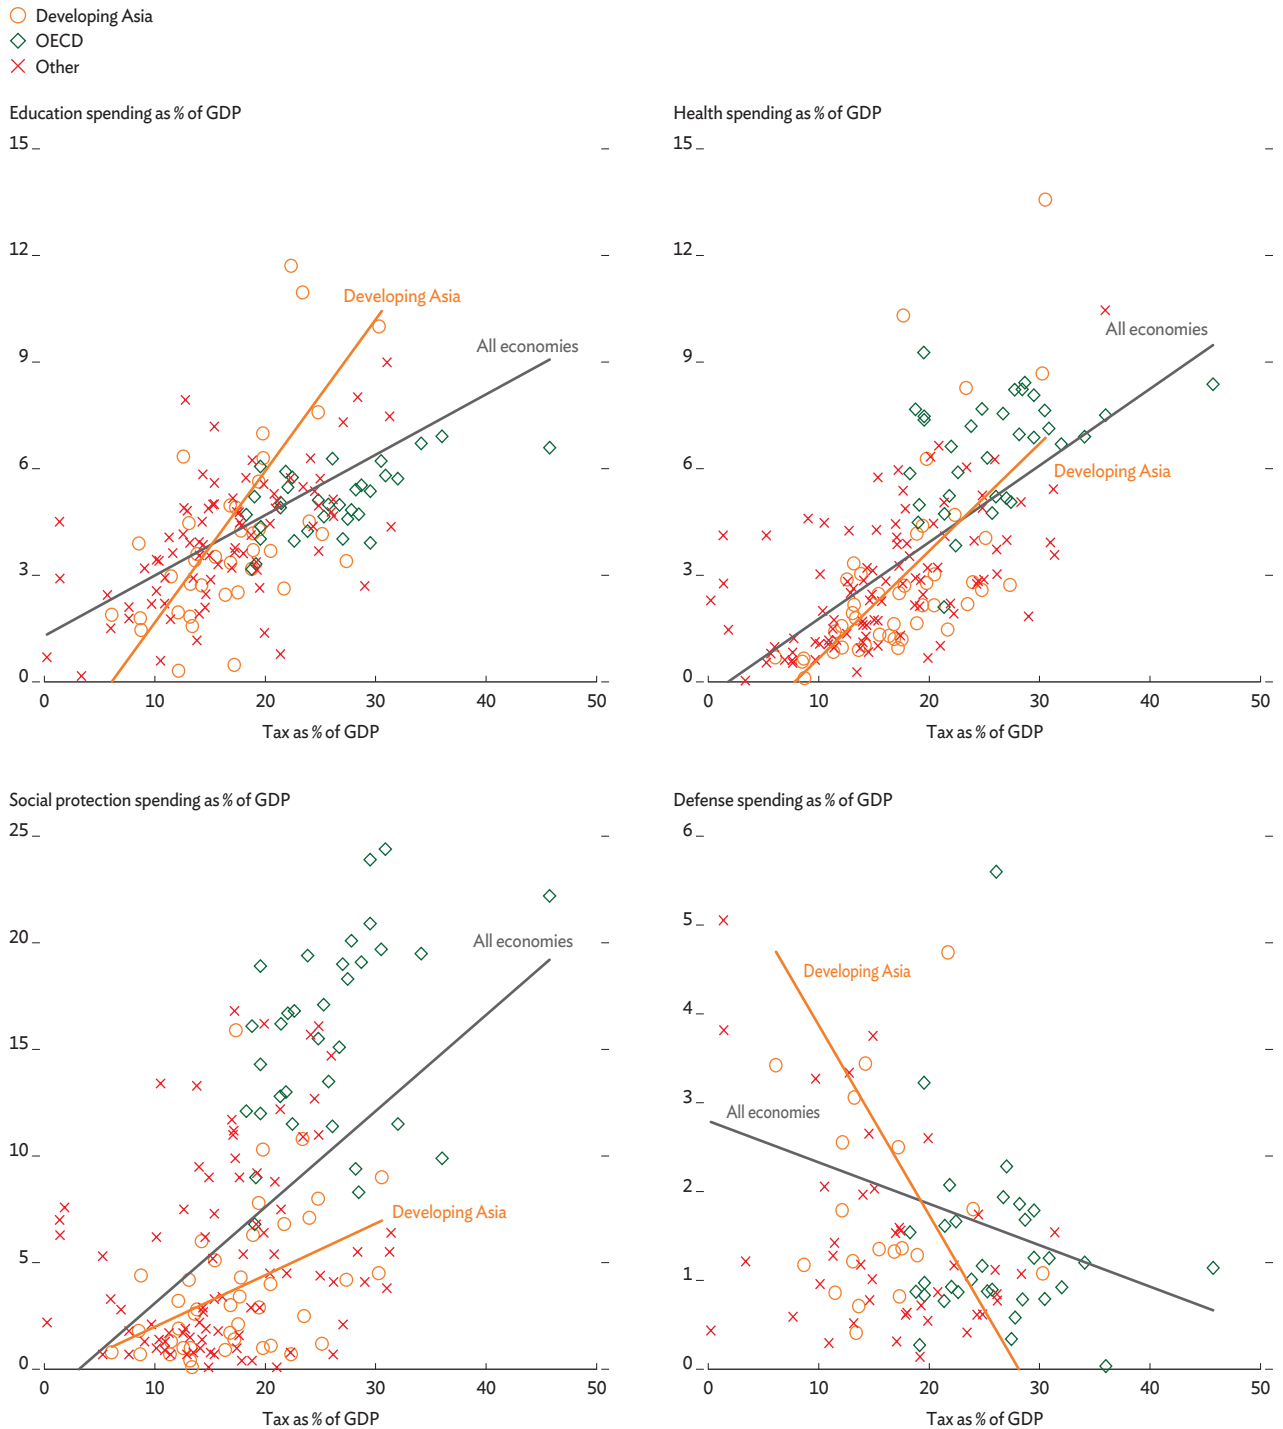 Developing Asia
OECD
Other
Education spending as % of GDP
15
12
9
6
3
0
Developing Asia
All economies
0 10 20 30 40 50
Tax as % of GDP
Health spending as % of GDP
15
12
9
6
3
0
All economies
Developing Asia
0 10 20 30 40 50
Tax as % of GDP
Social protection spending as % of GDP
25
20
15
10
5
0
All economies
Developing Asia
0 10 20 30 40 50
Tax as % of GDP
Defense spending as % of GDP
6
5
4
3
2
1
0
Developing Asia
All economies
0 10 20 30 40 50
Tax as % of GDP